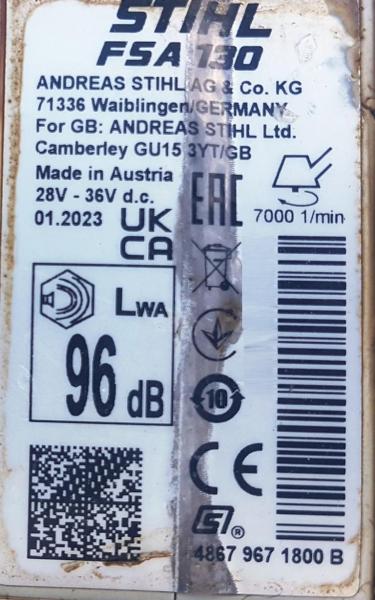 STIHL
FSA 130
ANDREAS STIHL AG & Co. KG
71336 Waiblingen/GERMANY
For GB: ANDREAS STIHL Ltd.
Camberley GU15 3YT/GB
Made in Austria
28V - 36V d.c.
01.2023
UK
CA
EAC
7000 1/min
LWA
96 dB
10
CE
®
4867 967 1800 B